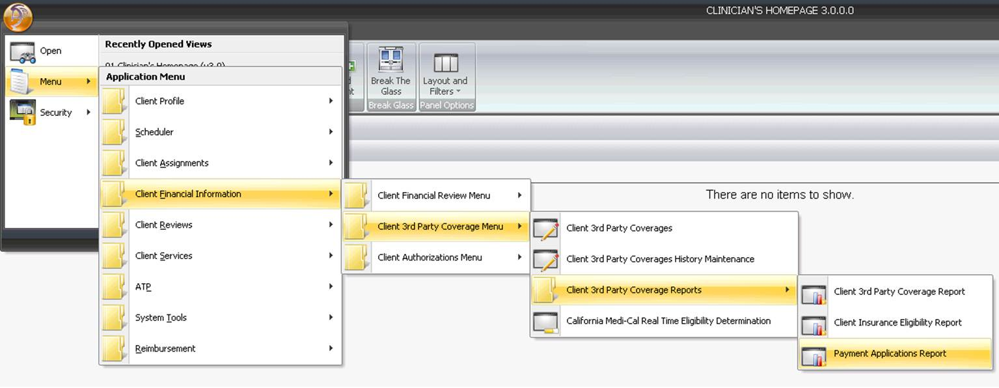 CLINICIAN'S HOMEPAGE 3.0.0.0
Open
Menu
Security
Recently Opened Views
01 Clinician's Homepage (v3.0)
Application Menu
Client Profile
Scheduler
Client Assignments
Client Financial Information
Client Reviews
Client Services
ATP
System Tools
Reimbursement
Break The
Glass
Break Glass
Layout and
Filters
Panel Options
There are no items to show.
Client Financial Review Menu
Client 3rd Party Coverage Menu
Client Authorizations Menu
Client 3rd Party Coverages
Client 3rd Party Coverages History Maintenance
Client 3rd Party Coverage Reports
California Medi-Cal Real Time Eligibility Determination
Client 3rd Party Coverage Report
Client Insurance Eligibility Report
Payment Applications Report